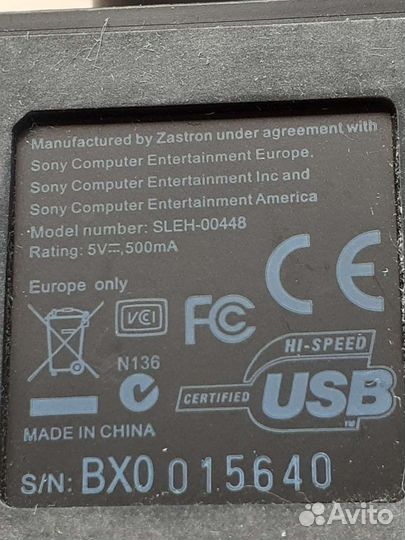 Manufactured by Zastron under agreement with
Sony Computer Entertainment Europe,
Sony Computer Entertainment Inc and
Sony Computer Entertainment America
Model number: SLEH-00448
Rating: 5V⎓,500mA
Europe only
CE
VCI
FC
N136
HI-SPEED
CERTIFIED
USB
TM
MADE IN CHINA
S/N: BX0 015640
Avito